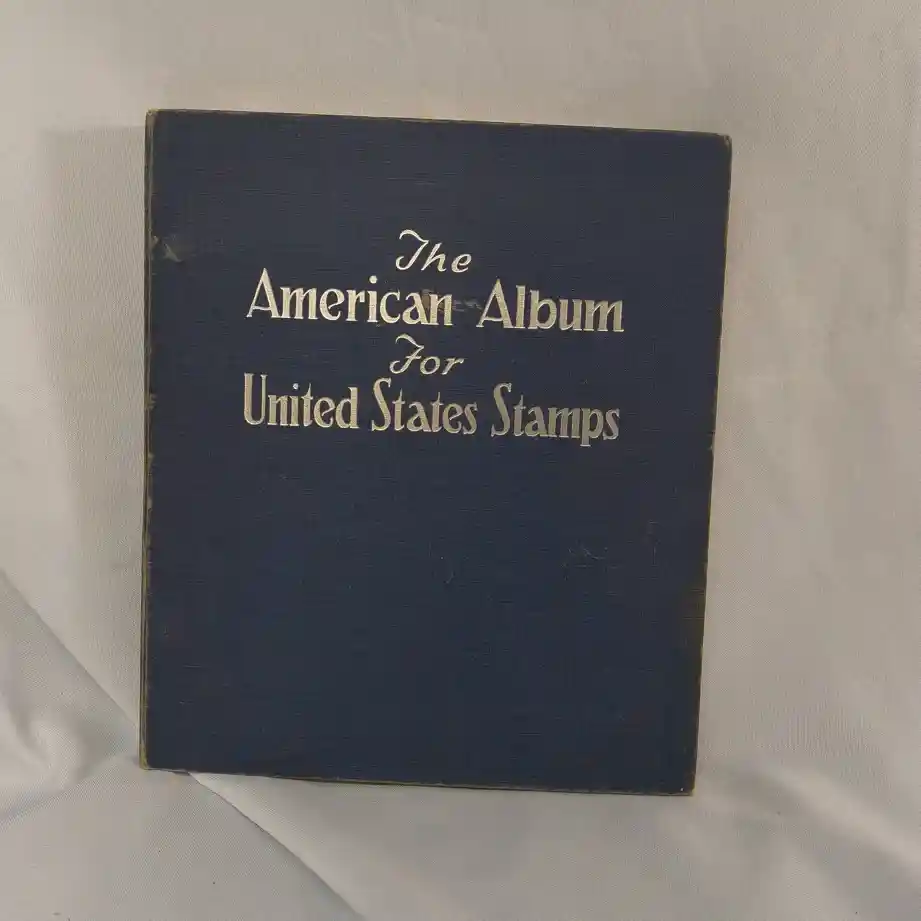 The
American Album
For
United States Stamps